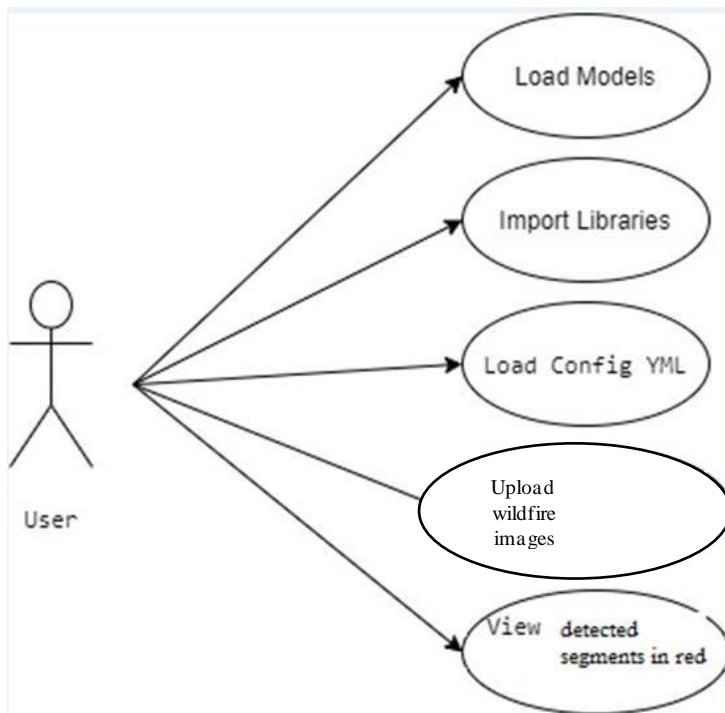 Load Models
Import Libraries
Load Config YML
Upload
wildfire
images
User
View detected
segments in red